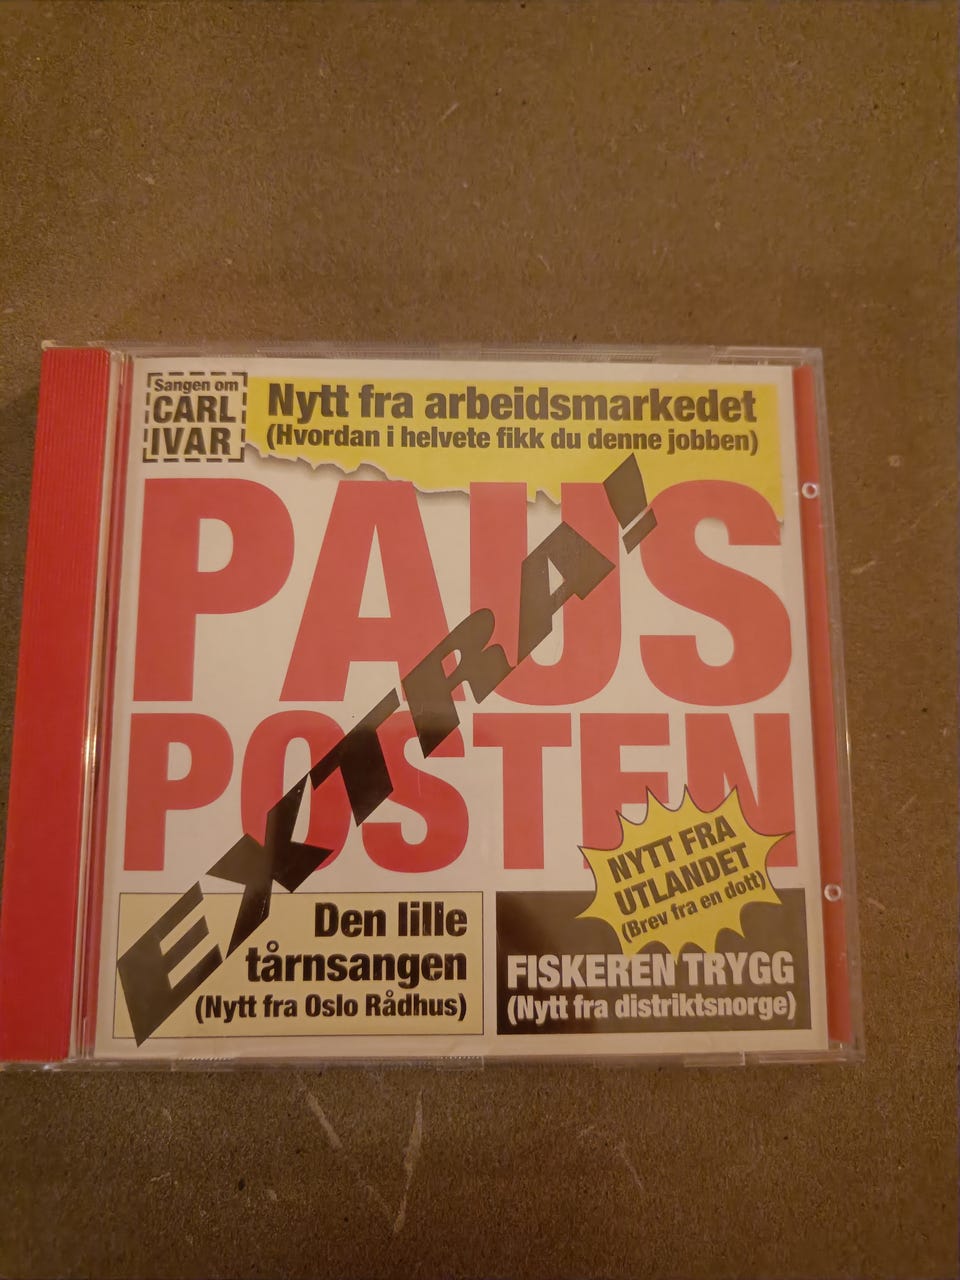 Sangen om
CARL
IVAR
Nytt fra arbeidsmarkedet
(Hvordan i helvete fikk du denne jobben)
PAUS
POSTEN
EXTRA!
NYTT FRA
UTLANDET
(Brev fra en dott)
Den lille
tårnsangen
(Nytt fra Oslo Rådhus)
FISKEREN TRYGG
(Nytt fra distriktsnorge)